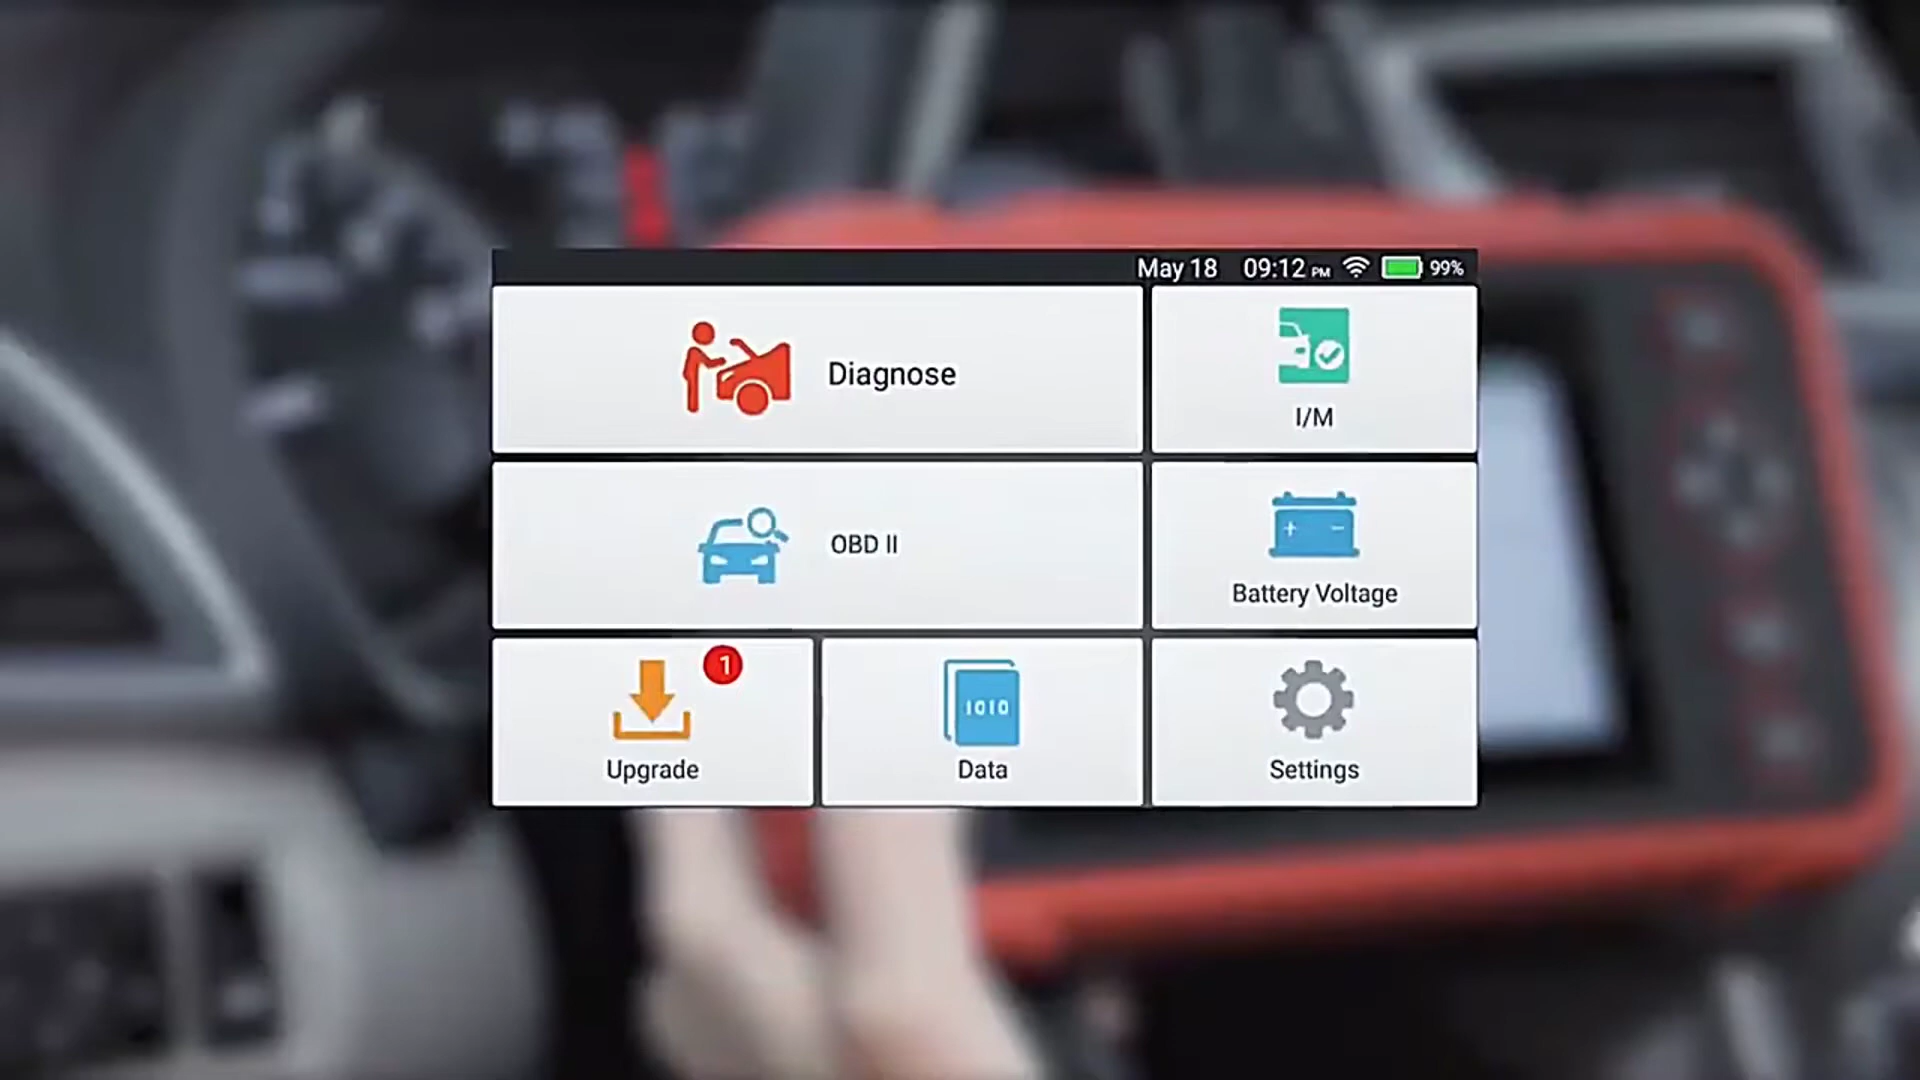 May 18 09:12 PM 99%
Diagnose
I/M
OBD II
+ -
Battery Voltage
1
1010
Upgrade
Data
Settings